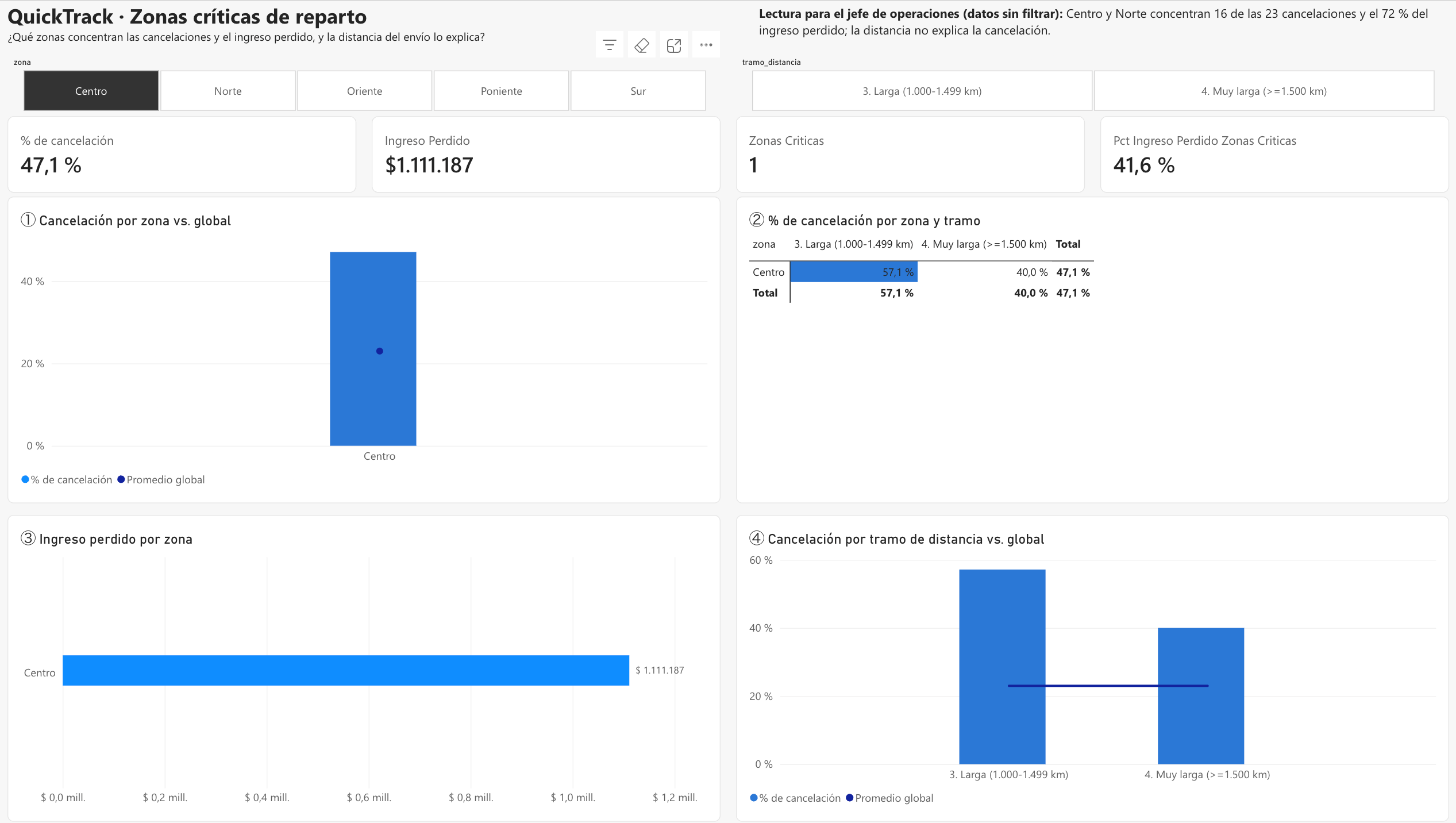 QuickTrack · Zonas críticas de reparto
¿Qué zonas concentran las cancelaciones y el ingreso perdido, y la distancia del envío lo explica?
Lectura para el jefe de operaciones (datos sin filtrar): Centro y Norte concentran 16 de las 23 cancelaciones y el 72 % del
ingreso perdido; la distancia no explica la cancelación.
zona
Centro
Norte
Oriente
Poniente
Sur
tramo_distancia
3. Larga (1.000-1.499 km)
4. Muy larga (>=1.500 km)
% de cancelación
47,1 %
Ingreso Perdido
$1.111.187
Zonas Criticas
1
Pct Ingreso Perdido Zonas Criticas
41,6 %
① Cancelación por zona vs. global
40 %
20 %
0 %
Centro
% de cancelación Promedio global
② % de cancelación por zona y tramo
zona 3. Larga (1.000-1.499 km) 4. Muy larga (>=1.500 km) Total
Centro 57,1 % 40,0 % 47,1 %
Total 57,1 % 40,0 % 47,1 %
③ Ingreso perdido por zona
Centro
$ 1.111.187
$ 0,0 mill. $ 0,2 mill. $ 0,4 mill. $ 0,6 mill. $ 0,8 mill. $ 1,0 mill. $ 1,2 mill.
④ Cancelación por tramo de distancia vs. global
60 %
40 %
20 %
0 %
3. Larga (1.000-1.499 km) 4. Muy larga (>=1.500 km)
% de cancelación Promedio global